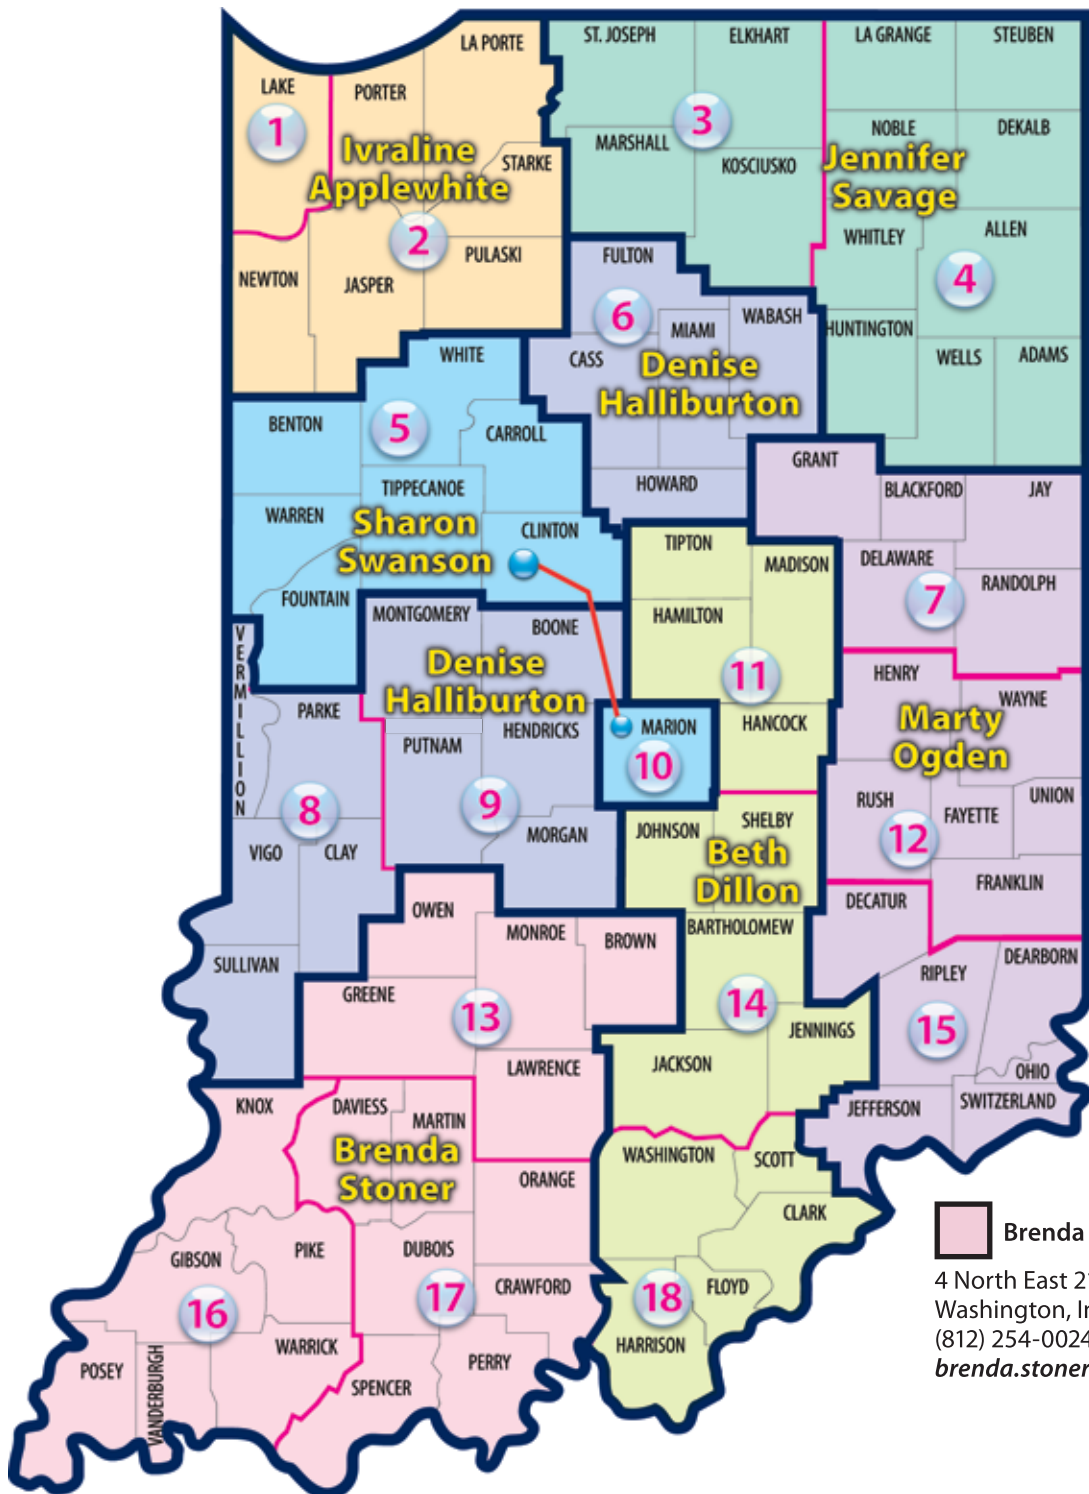 LA PORTE
ST. JOSEPH
ELKHART
LA GRANGE
STEUBEN
LAKE
PORTER
1
3
MARSHALL
NOBLE
DEKALB
Ivraline
Applewhite
STARKE
KOSCIUSKO
Jennifer
Savage
2
WHITLEY
ALLEN
NEWTON
JASPER
PULASKI
FULTON
4
6
MIAMI
WABASH
HUNTINGTON
WHITE
CASS
Denise
Halliburton
WELLS
ADAMS
BENTON
5
CARROLL
GRANT
TIPPECANOE
HOWARD
BLACKFORD
JAY
WARREN
Sharon
Swanson
CLINTON
TIPTON
MADISON
DELAWARE
RANDOLPH
7
FOUNTAIN
MONTGOMERY
BOONE
HAMILTON
VERMILLION
Denise
Halliburton
11
HENRY
WAYNE
PARKE
PUTNAM
HENDRICKS
MARION
HANCOCK
Marty
Ogden
10
8
9
MORGAN
RUSH
FAYETTE
UNION
VIGO
CLAY
JOHNSON
SHELBY
12
Beth
Dillon
FRANKLIN
OWEN
DECATUR
MONROE
BROWN
BARTHOLOMEW
SULLIVAN
GREENE
RIPLEY
DEARBORN
13
14
15
JENNINGS
LAWRENCE
JACKSON
OHIO
KNOX
DAVIESS
MARTIN
JEFFERSON
SWITZERLAND
Brenda
Stoner
ORANGE
WASHINGTON
SCOTT
CLARK
GIBSON
PIKE
DUBOIS
Brenda
16
17
CRAWFORD
18
FLOYD
4 North East 2
Washington, In
(812) 254-0024
brenda.stoner
POSEY
VANDERBURGH
WARRICK
SPENCER
PERRY
HARRISON